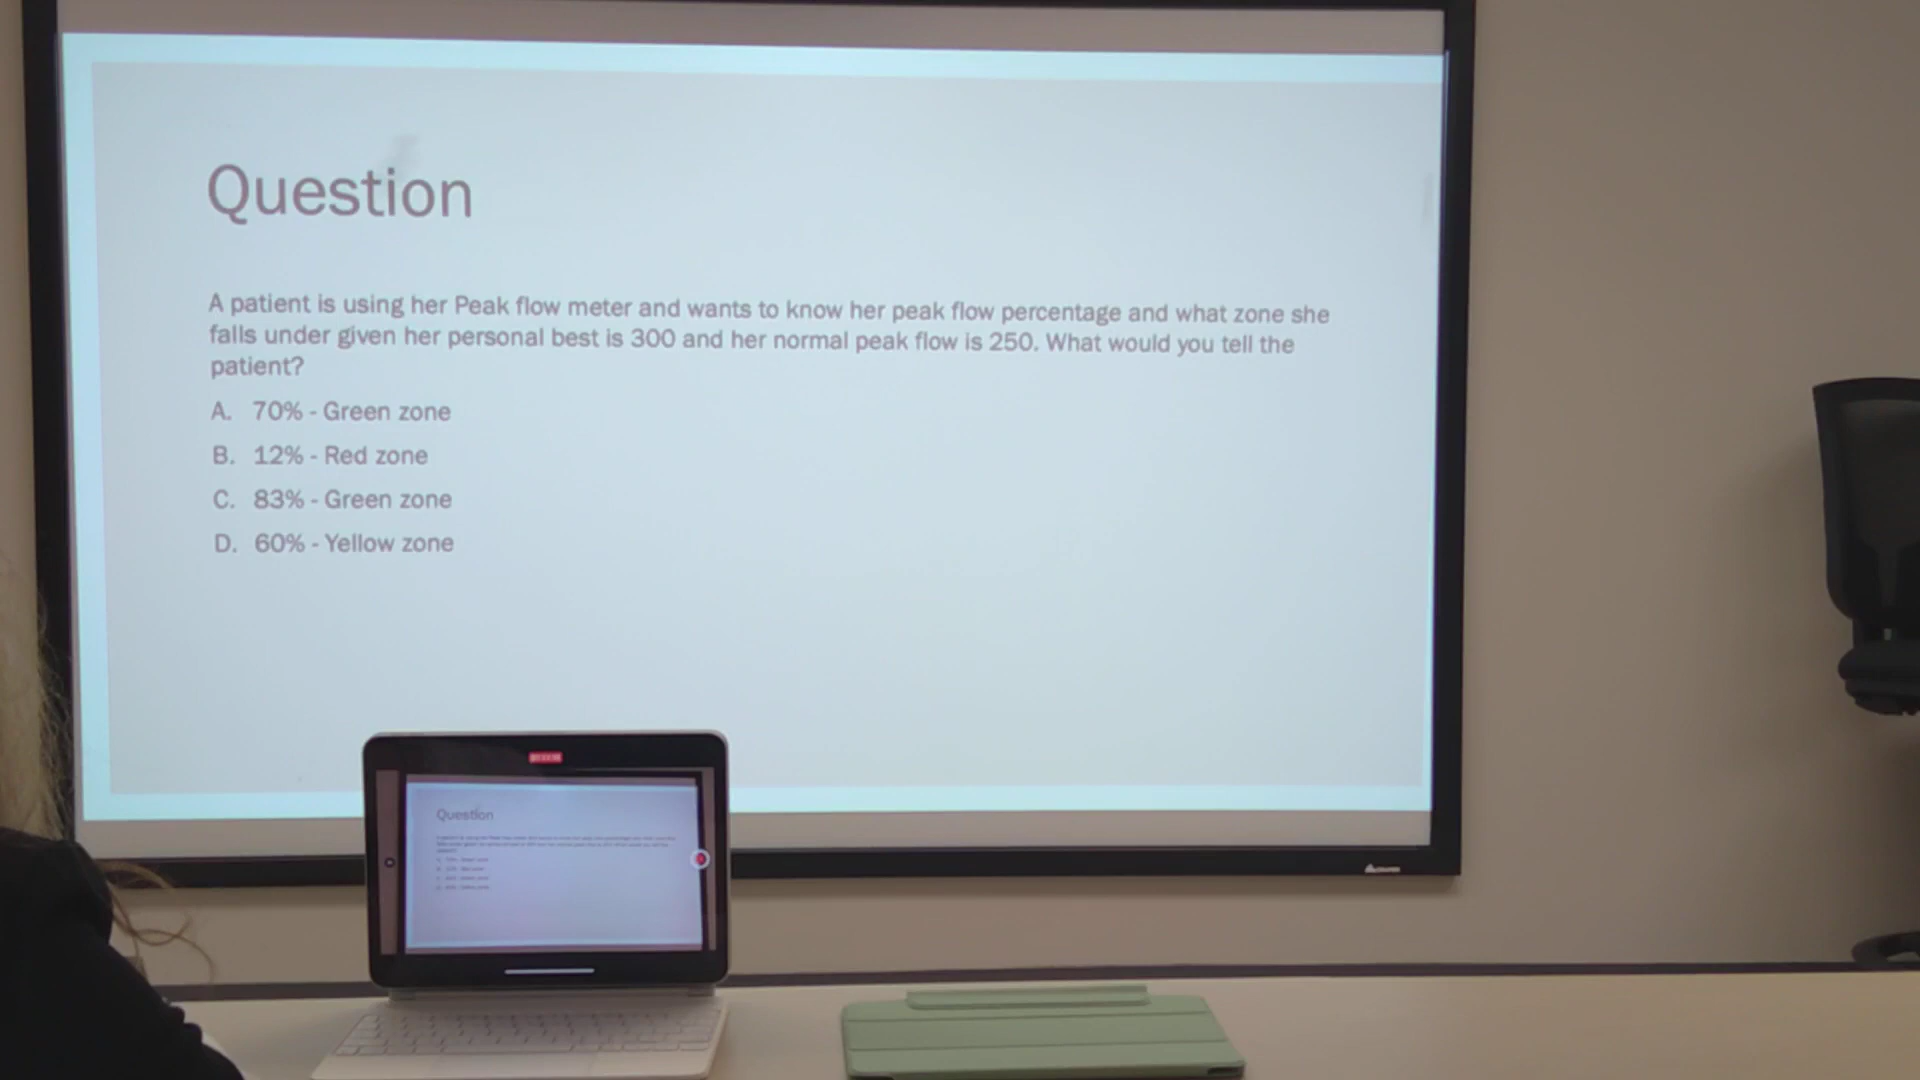 Question
A patient is using her Peak flow meter and wants to know her peak flow percentage and what zone she
falls under given her personal best is 300 and her normal peak flow is 250. What would you tell the
patient?
A. 70% - Green zone
B. 12% - Red zone
C. 83% - Green zone
D. 60% - Yellow zone
Question